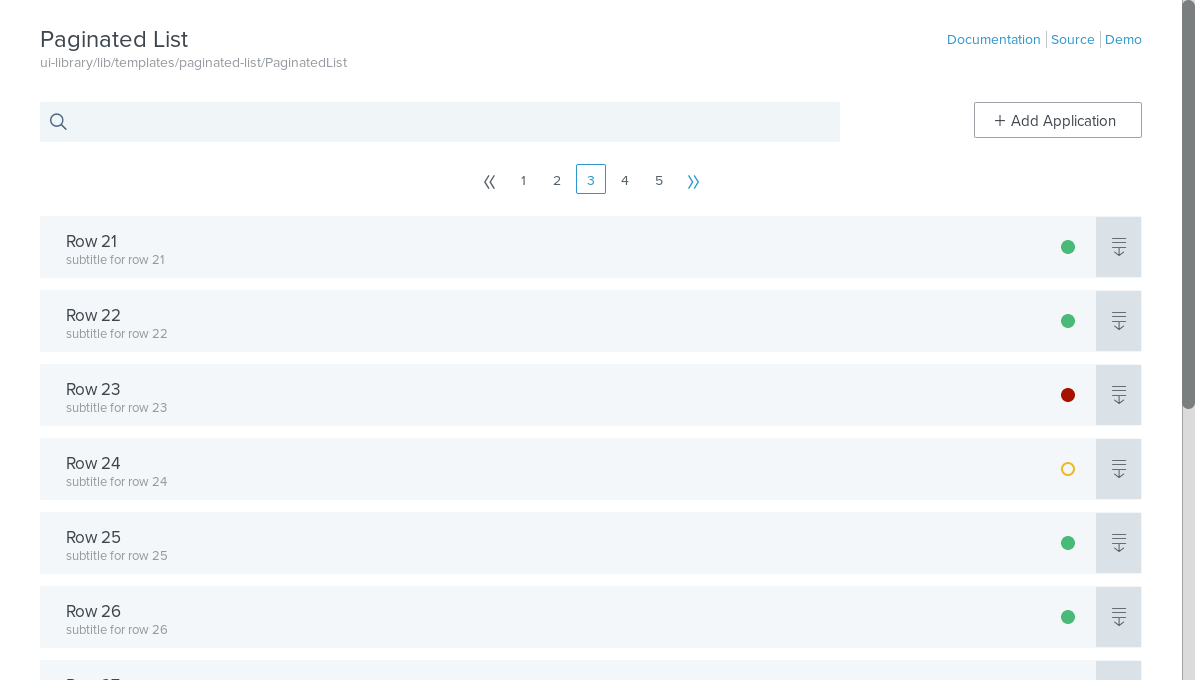 Paginated List
ui-library/lib/templates/paginated-list/PaginatedList
Documentation
Source
Demo
+ Add Application
« 1 2 3 4 5 »
Row 21
subtitle for row 21
Row 22
subtitle for row 22
Row 23
subtitle for row 23
Row 24
subtitle for row 24
Row 25
subtitle for row 25
Row 26
subtitle for row 26